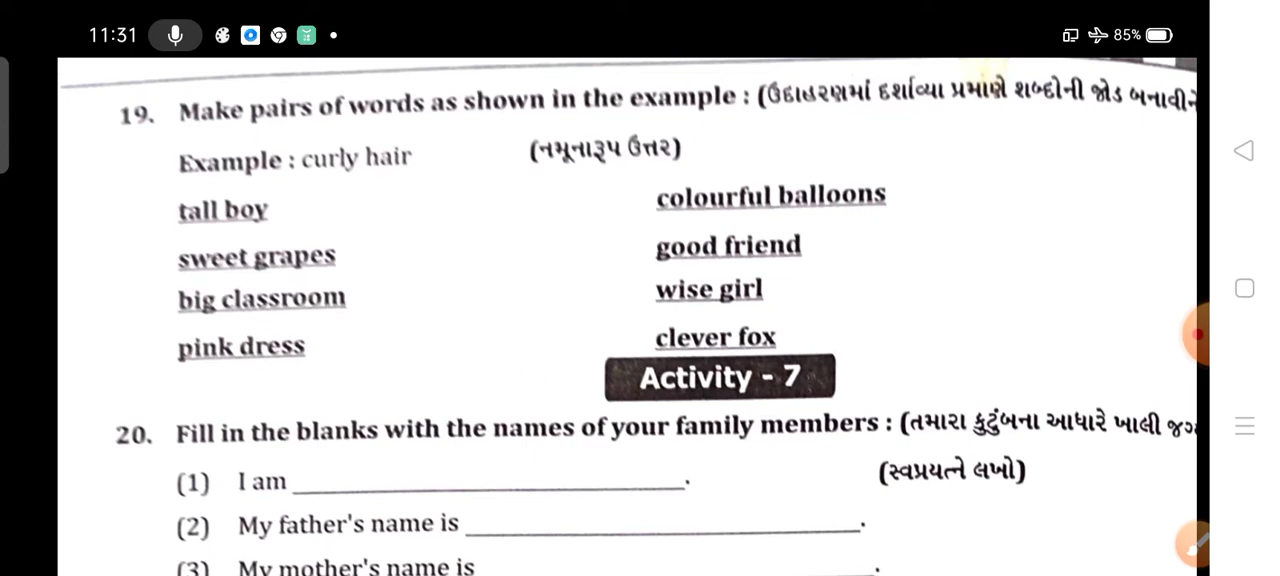 11:31
85%
19. Make pairs of words as shown in the example : (ઉદાહરણમાં દર્શાવ્યા પ્રમાણે શબ્દોની જોડ બનાવીને
Example : curly hair (નમૂનારૂપ ઉત્તર)
tall boy colourful balloons
sweet grapes good friend
big classroom wise girl
pink dress clever fox
Activity - 7
20. Fill in the blanks with the names of your family members : (તમારા કુટુંબના આધારે ખાલી
(1) I am ______. (સ્વપ્રયત્ને લખો)
(2) My father's name is ______.
(3) My mother's name is ______.